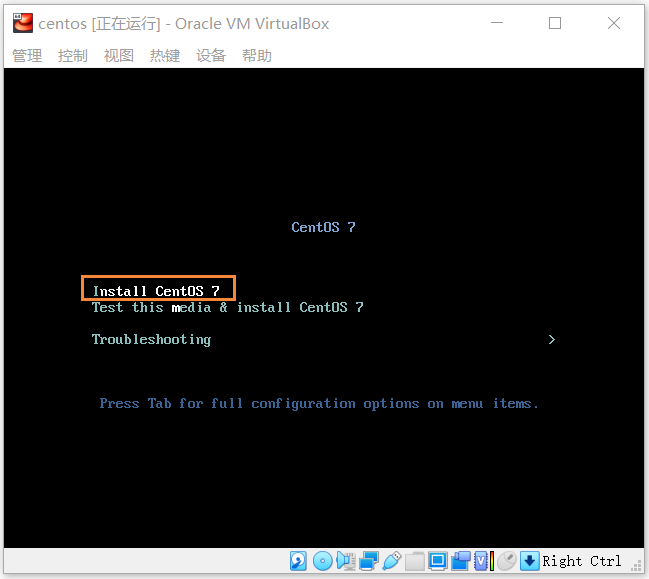 centos [正在运行] - Oracle VM VirtualBox
管理 控制 视图 热键 设备 帮助
CentOS 7
Install CentOS 7
Test this media & install CentOS 7
Troubleshooting >
Press Tab for full configuration options on menu items.
Right Ctrl